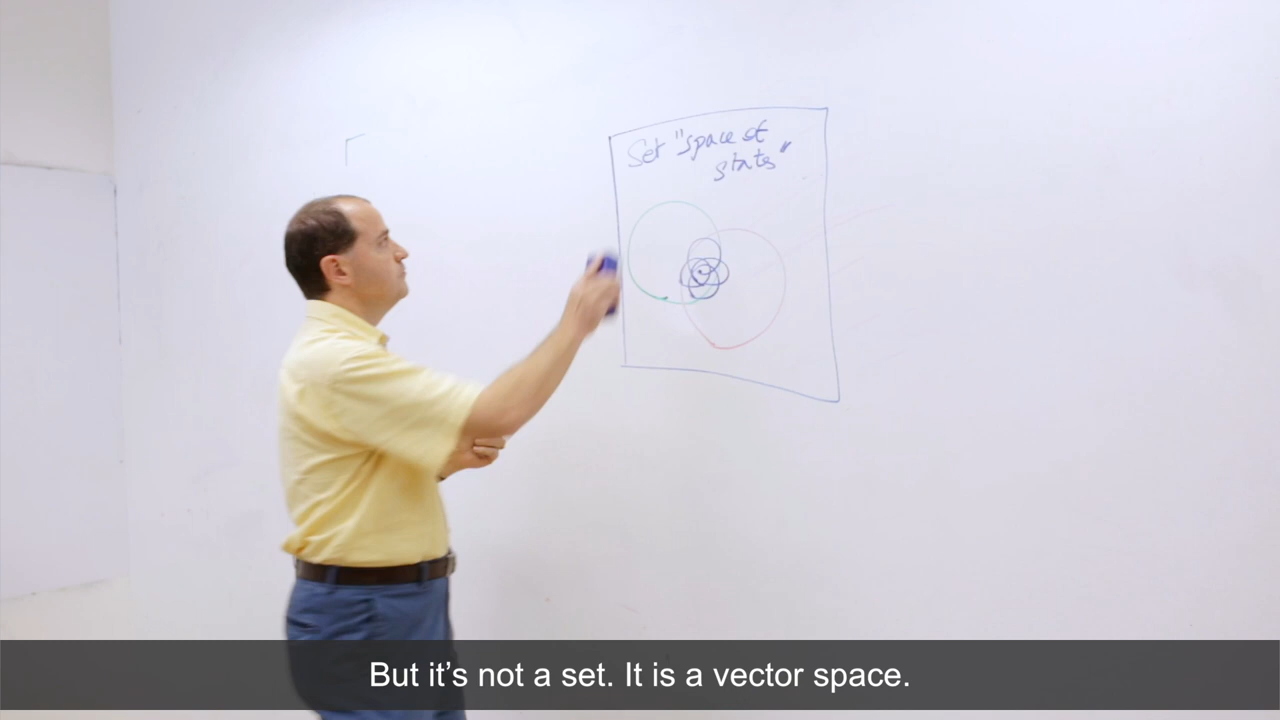 Set "space of
states"
But it's not a set. It is a vector space.